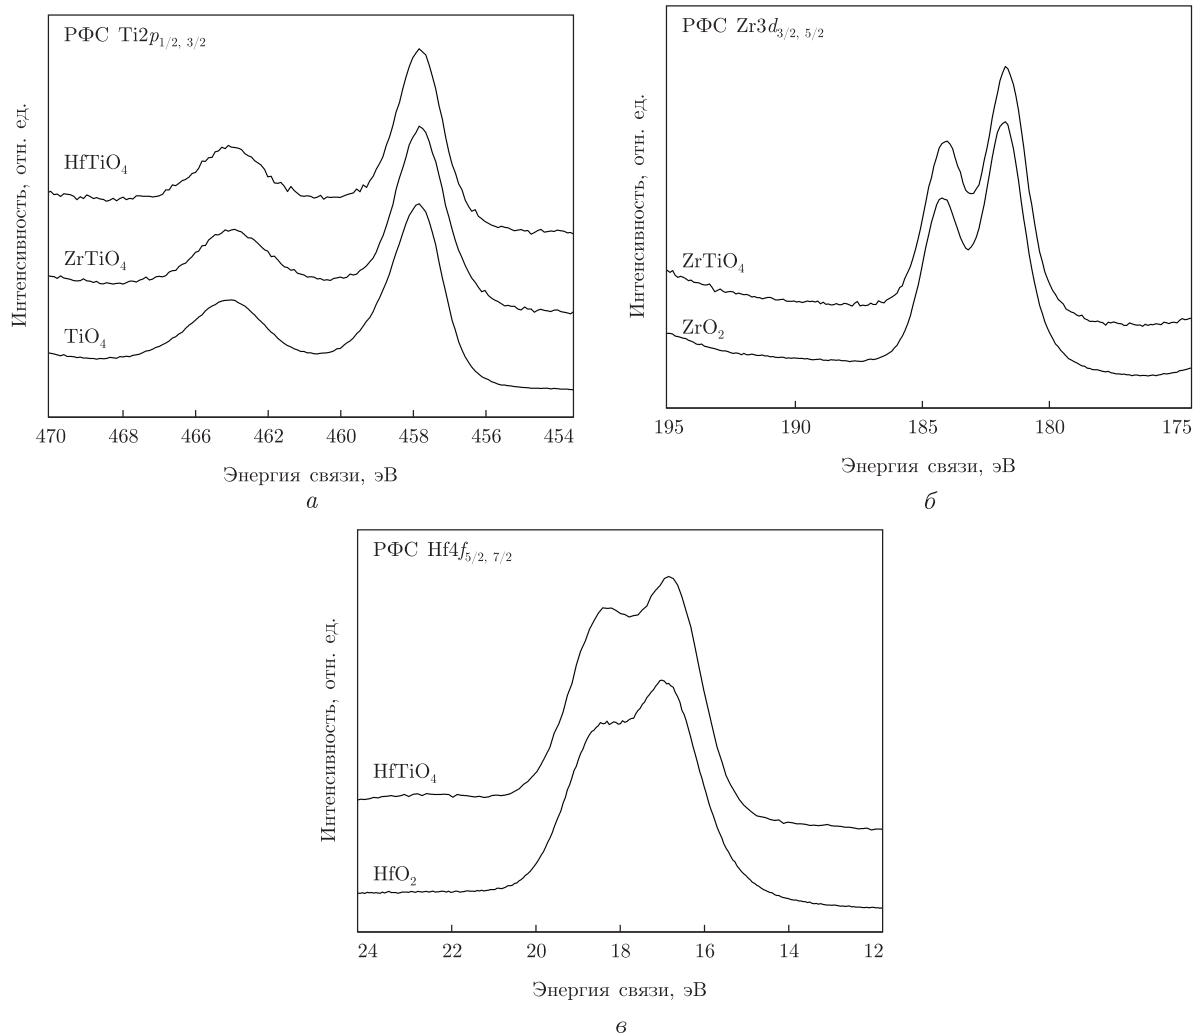 РФС Ti2p1/2, 3/2
Интенсивность, отн. ед.
HfTiO4
ZrTiO4
TiO4
470 468 466 462 460 458 456 454
Энергия связи, эВ
а
РФС Zr3d3/2, 5/2
Интенсивность, отн. ед.
ZrTiO4
ZrO2
195 190 185 180 175
Энергия связи, эВ
б
РФС Hf4f5/2, 7/2
Интенсивность, отн. ед.
HfTiO4
HfO2
24 22 20 18 16 14 12
Энергия связи, эВ
в